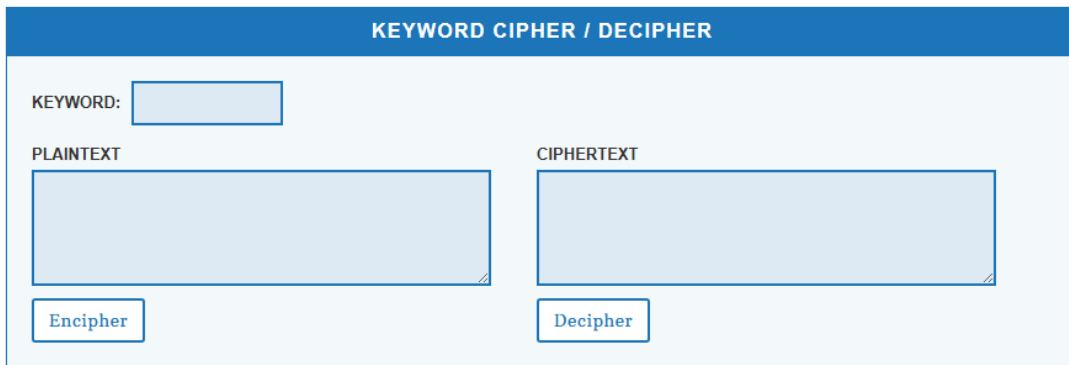 KEYWORD CIPHER / DECIPHER
KEYWORD:
PLAINTEXT
CIPHERTEXT
Encipher
Decipher